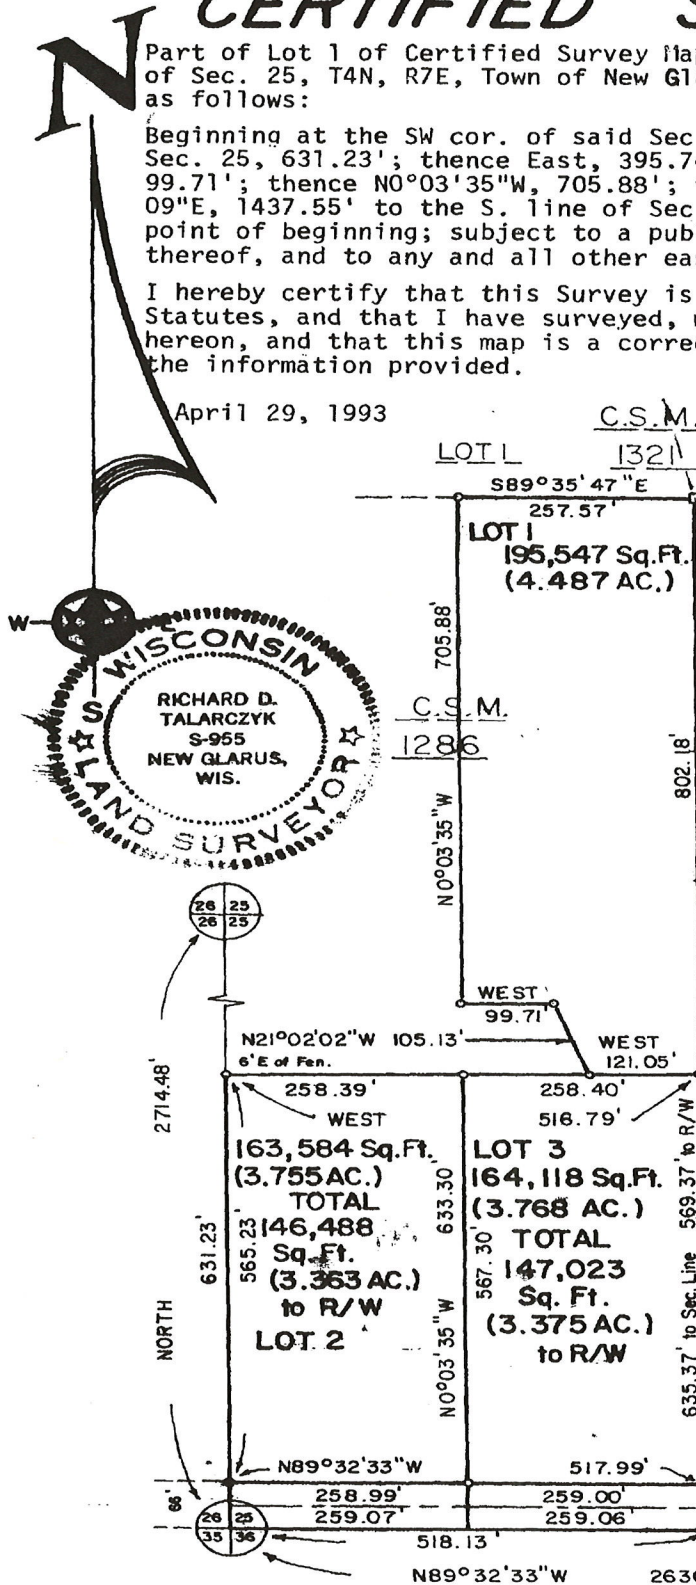 CERTIFIED S
N
Part of Lot 1 of Certified Survey Ma
of Sec. 25, T4N, R7E, Town of New Gl
as follows:
Beginning at the SW cor. of said Sec
Sec. 25, 631.23'; thence East, 395.7
99.71'; thence N0°03'35"W, 705.88';
09"E, 1437.55' to the S. line of Sec
point of beginning; subject to a pub
thereof, and to any and all other ea
I hereby certify that this Survey is
Statutes, and that I have surveyed,
hereon, and that this map is a corre
the information provided.
April 29, 1993
C.S.M.
LOT 1
1321
S89°35'47"E
257.57'
LOT 1
195,547 Sq.Ft.
(4.487 AC.)
705.88'
W
S
WISCONSIN
RICHARD D.
TALARCZYK
S-955
NEW GLARUS,
WIS.
LAND SURVEYOR
C.S.M.
1286
802.18'
N0°03'35"W
26 25
26 25
WEST
99.71'
N21°02'02"W 105.13'
WEST
6'E of Fen.
121.05'
258.39'
258.40'
2714.48'
WEST
516.79'
163,584 Sq.Ft.
(3.755 AC.)
TOTAL
146,488
Sq.Ft.
(3.363 AC.)
to R/W
LOT 2
631.23'
565.23'
633.30'
N0°03'35"W
LOT 3
164,118 Sq.Ft.
(3.768 AC.)
TOTAL
147,023
Sq. Ft.
(3.375 AC.)
to R/W
567.30'
569.37' to R/W
635.37' to Sec. Line
NORTH
N89°32'33"W
517.99'
66'
258.99'
259.00'
26 25
35 36
259.07'
259.06'
518.13'
N89°32'33"W 263